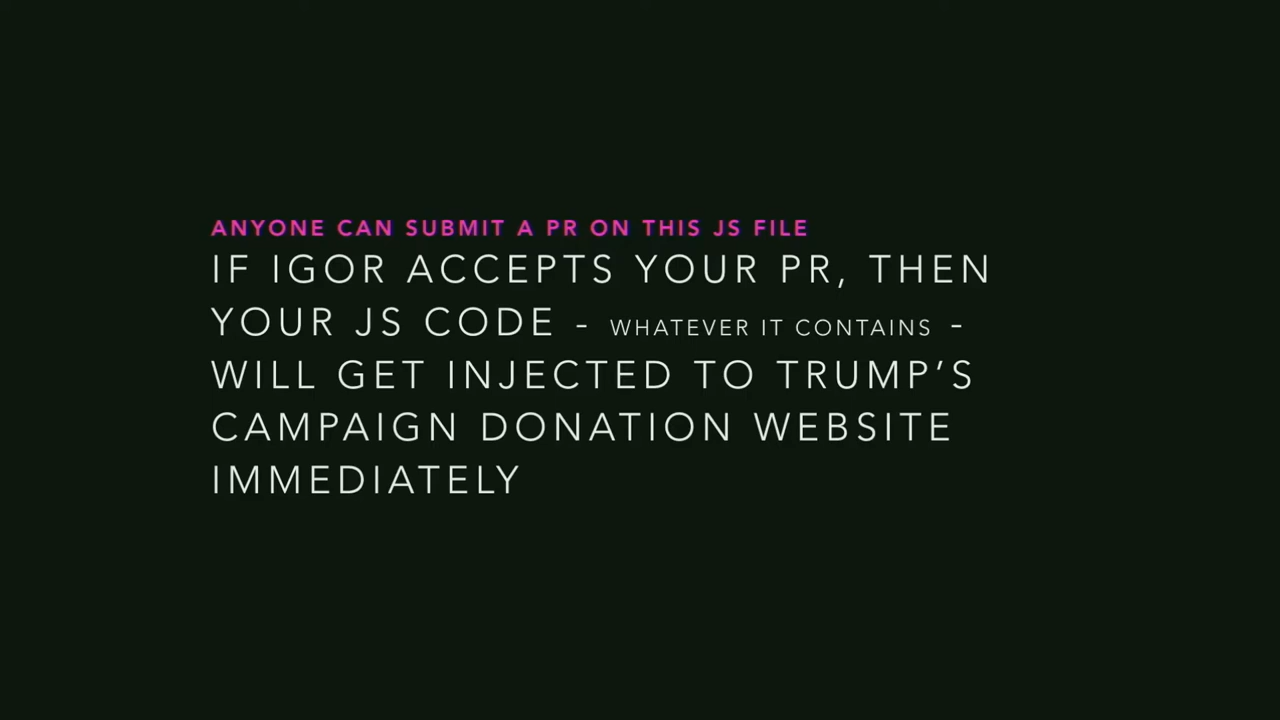 ANYONE CAN SUBMIT A PR ON THIS JS FILE
IF IGOR ACCEPTS YOUR PR, THEN
YOUR JS CODE - WHATEVER IT CONTAINS -
WILL GET INJECTED TO TRUMP’S
CAMPAIGN DONATION WEBSITE
IMMEDIATELY